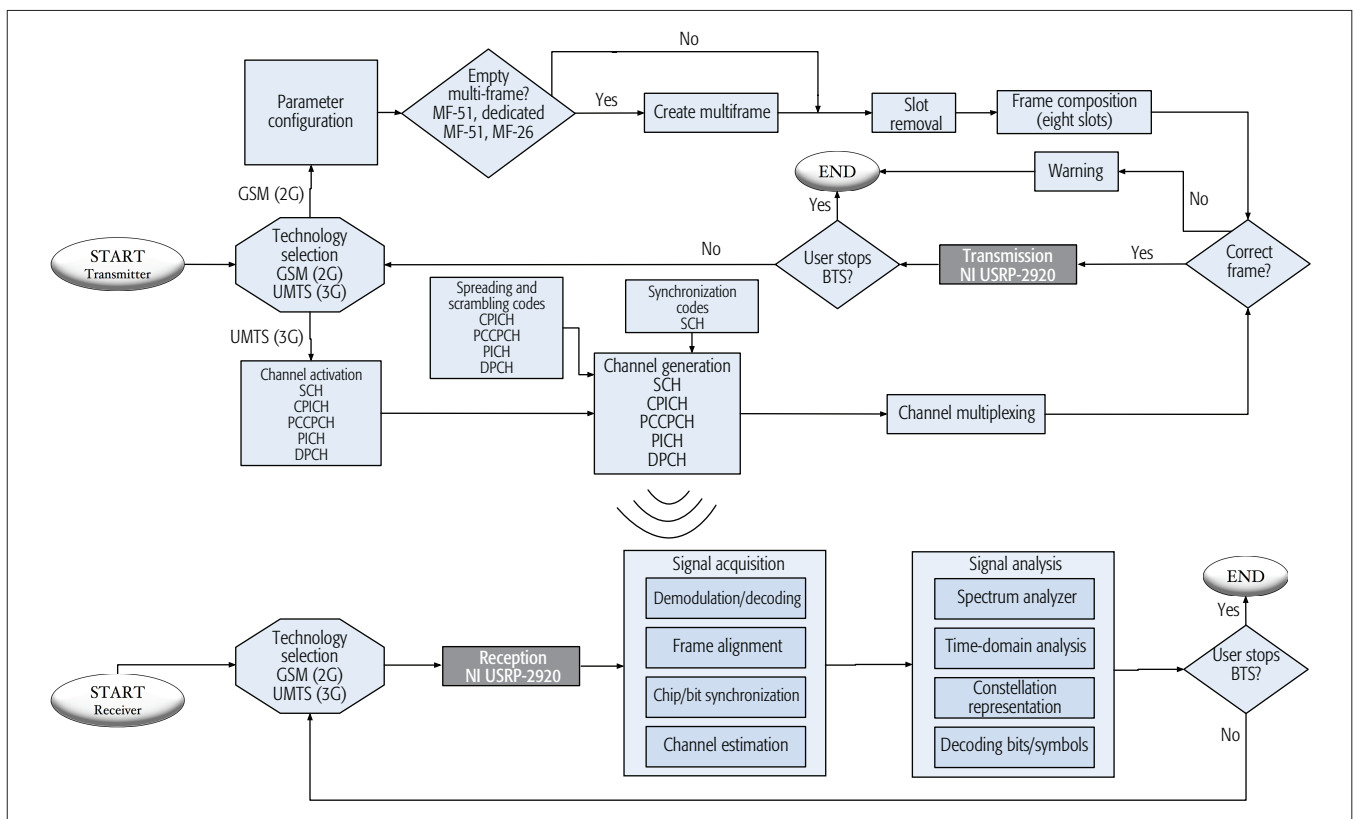 No
Empty
multi-frame?
MF-51, dedicated
MF-51, MF-26
Parameter
configuration
Yes
Create multiframe
Slot
removal
Frame composition
(eight slots)
END
Warning
GSM (2G)
Yes
No
START
Transmitter
Technology
selection
GSM (2G)
UMTS (3G)
No
User stops
BTS?
Transmission
NI USRP-2920
Yes
Correct
frame?
Spreading and
scrambling codes
CPICH
PCCPCH
PICH
DPCH
Synchronization
codes
SCH
UMTS (3G)
Channel activation
SCH
CPICH
PCCPCH
PICH
DPCH
Channel generation
SCH
CPICH
PCCPCH
PICH
DPCH
Channel multiplexing
START
Receiver
Technology
selection
GSM (2G)
UMTS (3G)
Reception
NI USRP-2920
Signal acquisition
Demodulation/decoding
Frame alignment
Chip/bit synchronization
Channel estimation
Signal analysis
Spectrum analyzer
Time-domain analysis
Constellation
representation
Decoding bits/symbols
END
Yes
User stops
BTS?
No